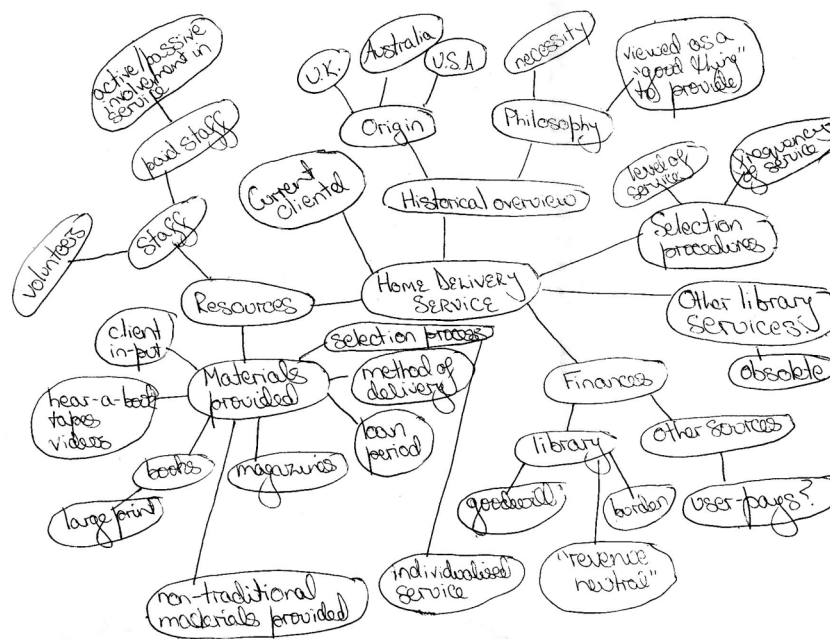 active/passive
involvement in
service
paid staff
staff
volunteers
U.K.
Australia
U.S.A
Origin
necessity
viewed as a
"good thing"
to provide
Philosophy
Historical overview
Current
clientel
level of
service
frequency
of service
Selection
procedures
HOME DELIVERY
SERVICE
Resources
Other library
services
obsolete
client
in-put
selection process
Materials
provided
method of
delivery
hear-a-book
tapes
videos
loan
period
books
magazines
large print
non-traditional
materials provided
individualised
service
Finances
library
other sources
goodwill
burden
user-pays?
"revenue
neutral"